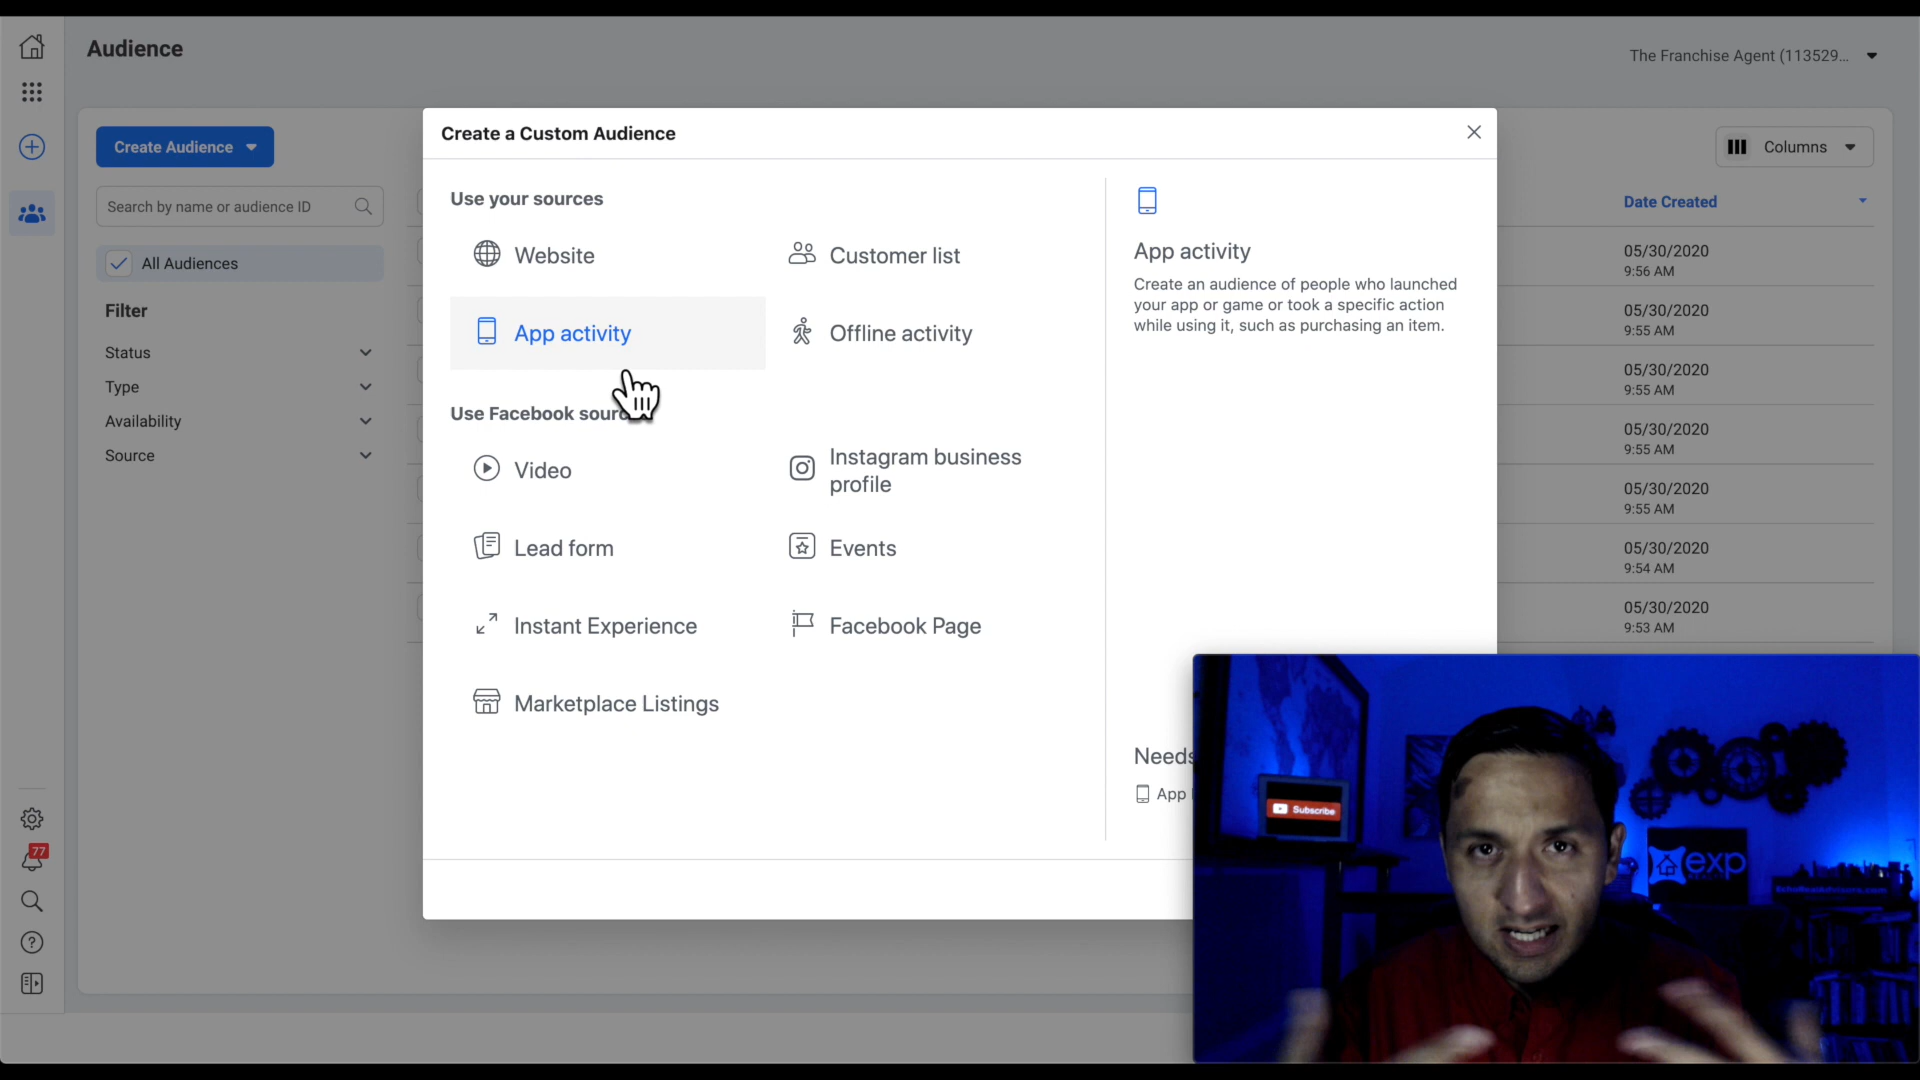 Audience
The Franchise Agent (113529...
Create Audience
Search by name or audience ID
All Audiences
Filter
Status
Type
Availability
Source
Create a Custom Audience
Use your sources
Website
Customer list
App activity
Offline activity
Use Facebook sour
Video
Instagram business
profile
Lead form
Events
Instant Experience
Facebook Page
Marketplace Listings
App activity
Create an audience of people who launched
your app or game or took a specific action
while using it, such as purchasing an item.
Needs
App
Columns
Date Created
05/30/2020
9:56 AM
05/30/2020
9:55 AM
05/30/2020
9:55 AM
05/30/2020
9:55 AM
05/30/2020
9:55 AM
05/30/2020
9:54 AM
05/30/2020
9:53 AM
77
Subscribe
exp